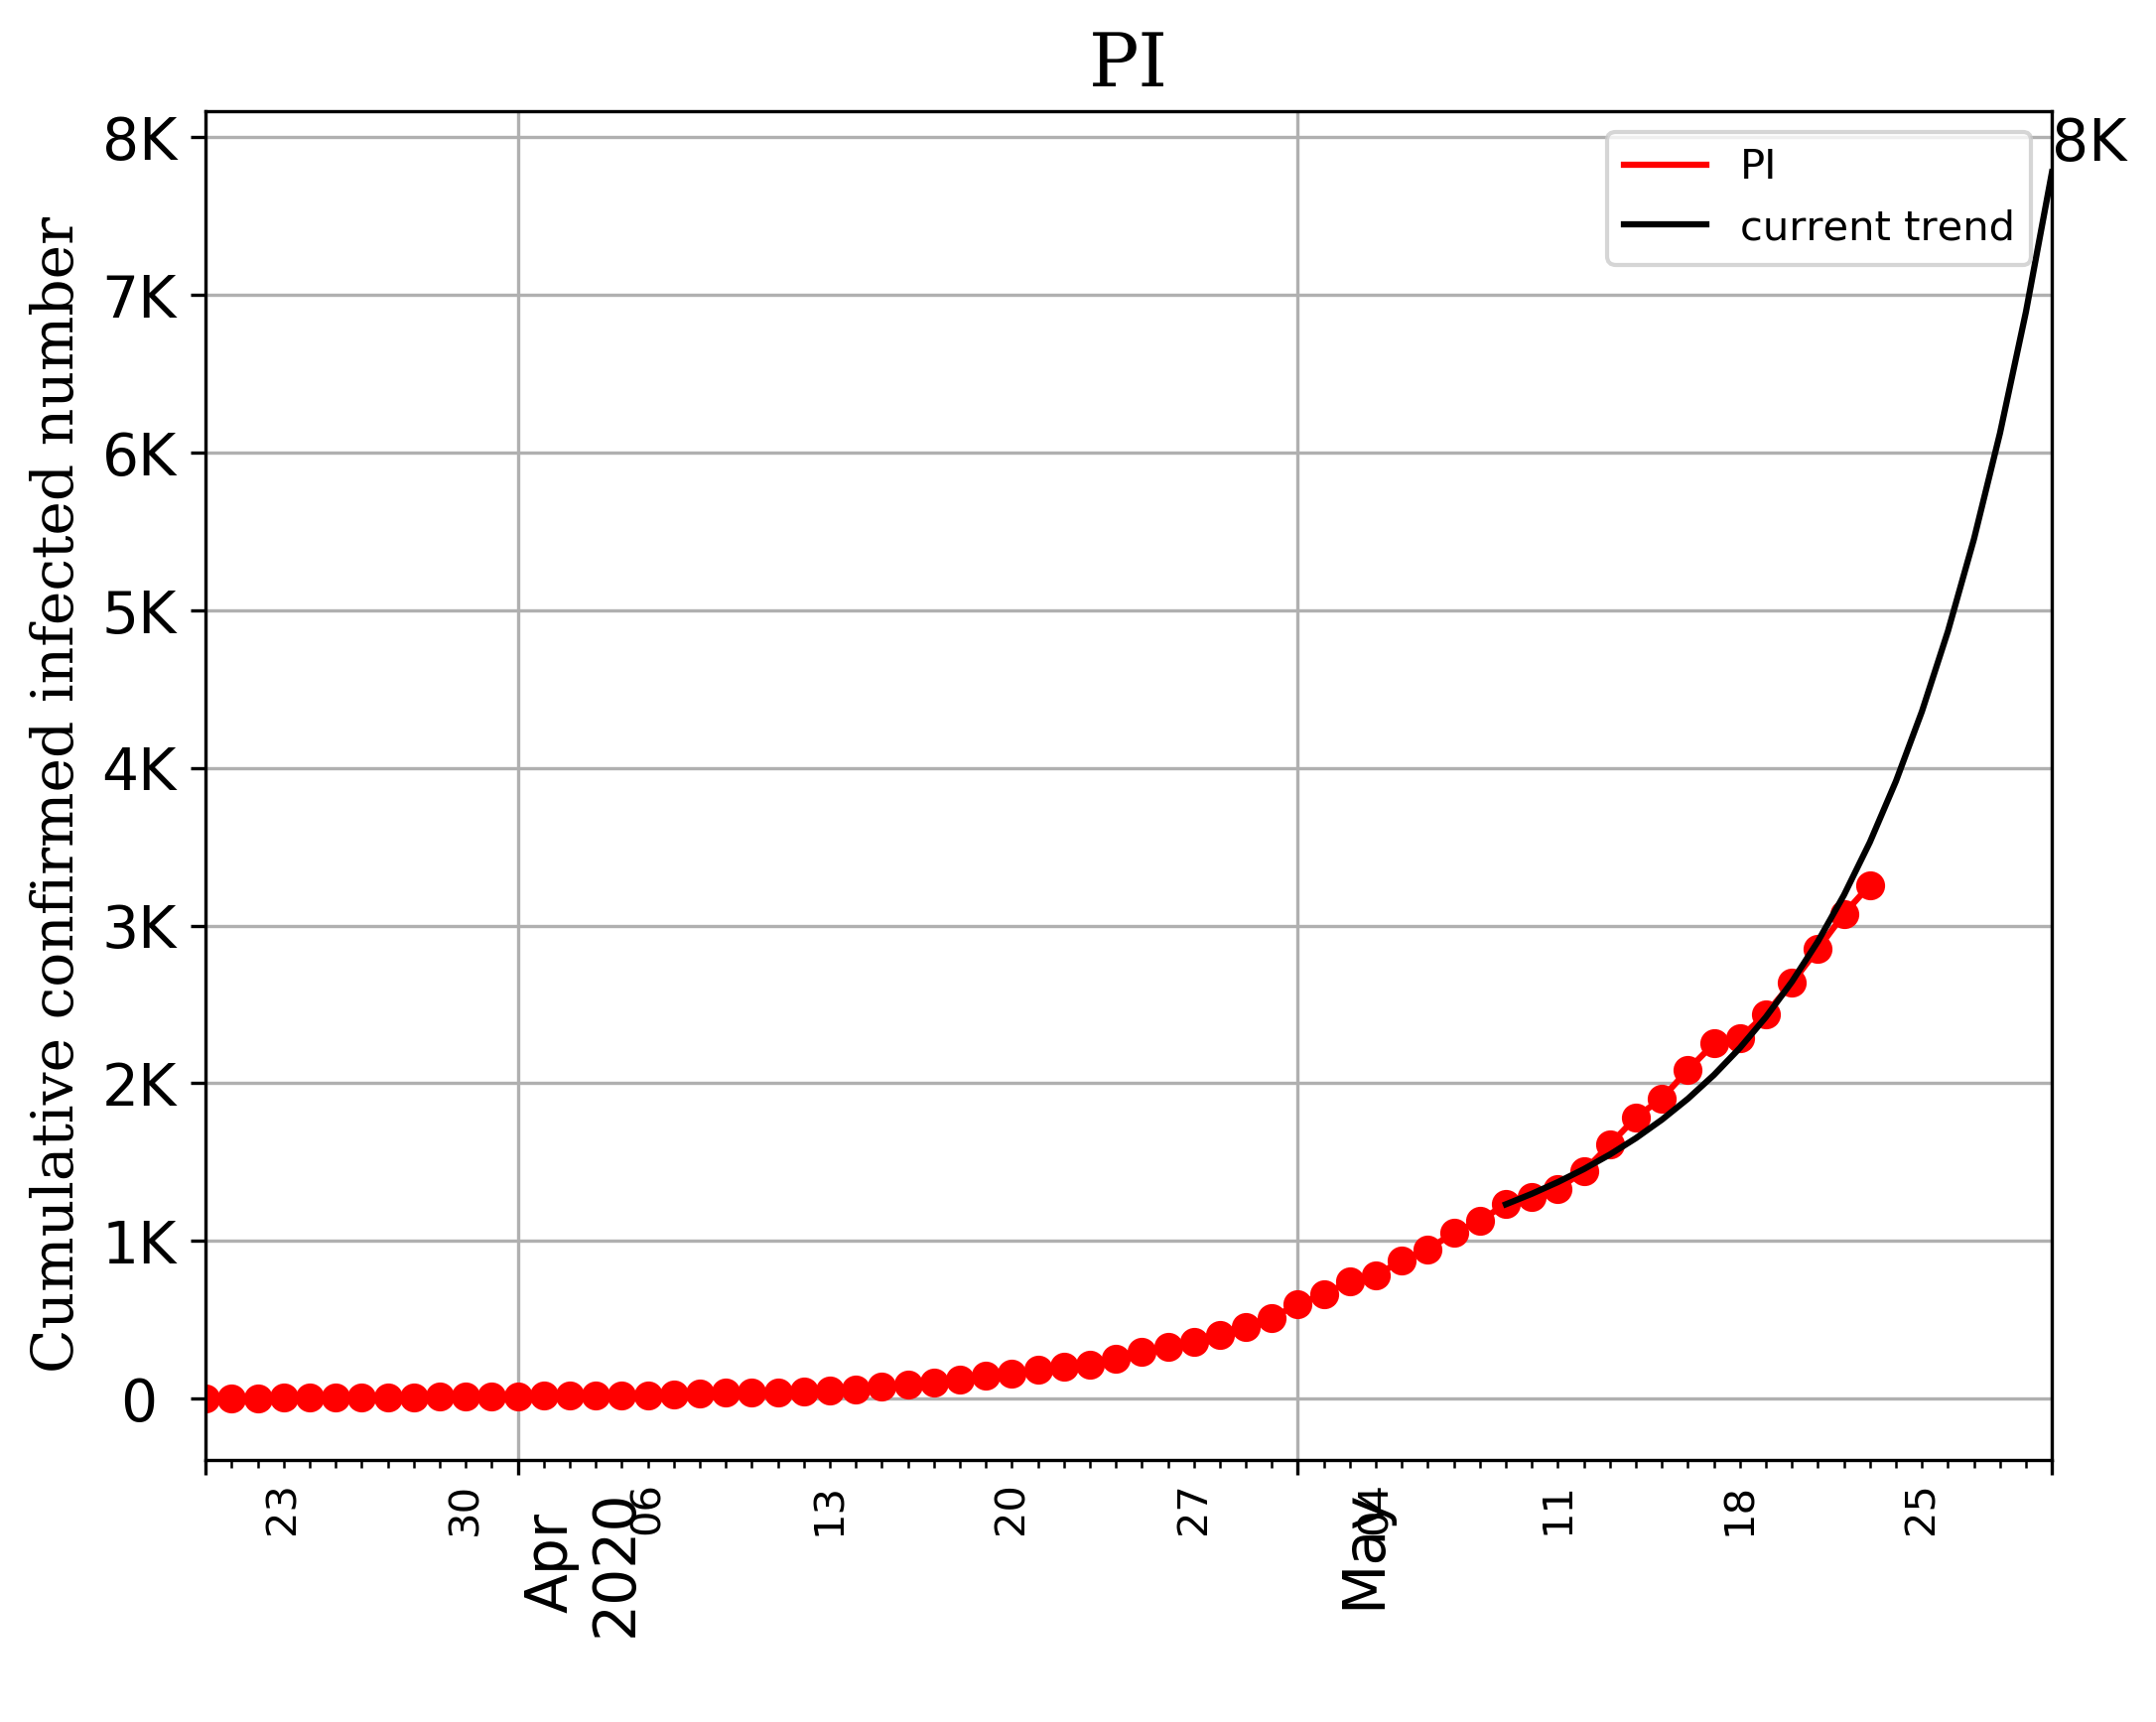 PI
8K
8K
PI
current trend
7K
6K
5K
4K
3K
2K
1K
0
Cumulative confirmed infected number
23
30
06
13
20
27
04
11
18
25
Apr
2020
May